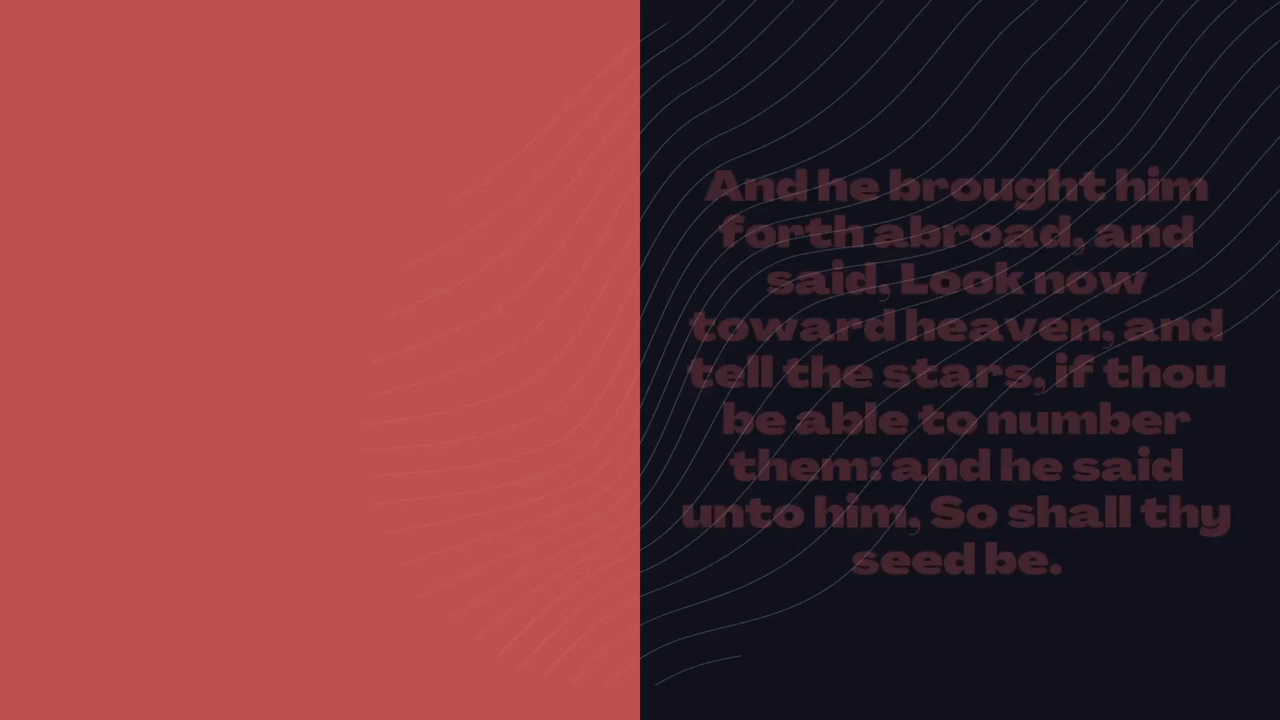 And he brought him
forth abroad, and
said, Look now
toward heaven, and
tell the stars, if thou
be able to number
them: and he said
unto him, So shall thy
seed be.